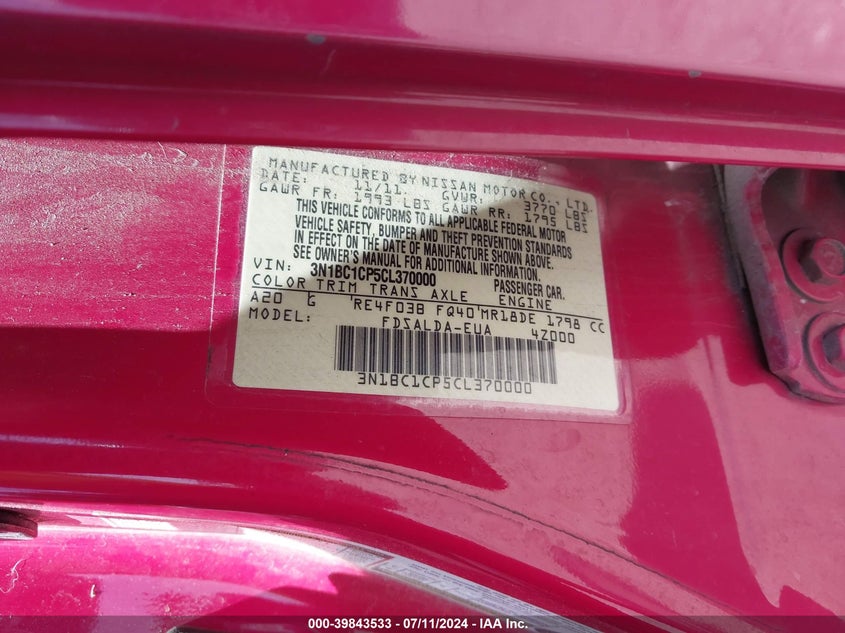 MANUFACTURED BY NISSAN MOTOR CO., LTD.
DATE: 11/11. GVWR: 3770 LBS
GAWR FR: 1993 LBS GAWR RR: 1795 LBS
THIS VEHICLE CONFORMS TO ALL APPLICABLE FEDERAL MOTOR
VEHICLE SAFETY, BUMPER AND THEFT PREVENTION STANDARDS
IN EFFECT ON THE DATE OF MANUFACTURE SHOWN ABOVE.
SEE OWNER'S MANUAL FOR ADDITIONAL INFORMATION.
VIN: 3N1BC1CP5CL370000 PASSENGER CAR.
COLOR TRIM TRANS AXLE ENGINE
A20 G RE4F03B FQ40 MR18DE 1798 CC
MODEL: FDSALDA-EUA 4Z000
3N1BC1CP5CL370000
000-39843533 - 07/11/2024 - IAAI.COM